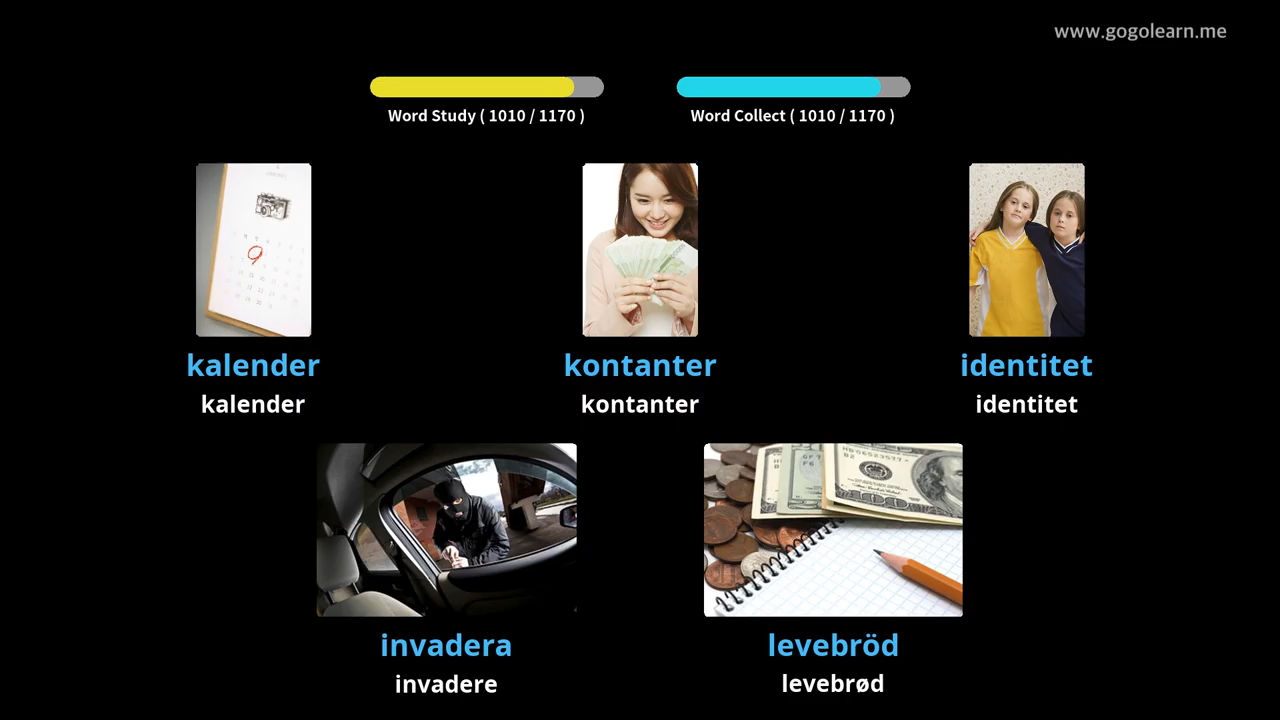 www.gogolearn.me
Word Study ( 1010 / 1170 )
Word Collect ( 1010 / 1170 )
kalender
kalender
kontanter
kontanter
identitet
identitet
invadera
invadere
levebröd
levebrød